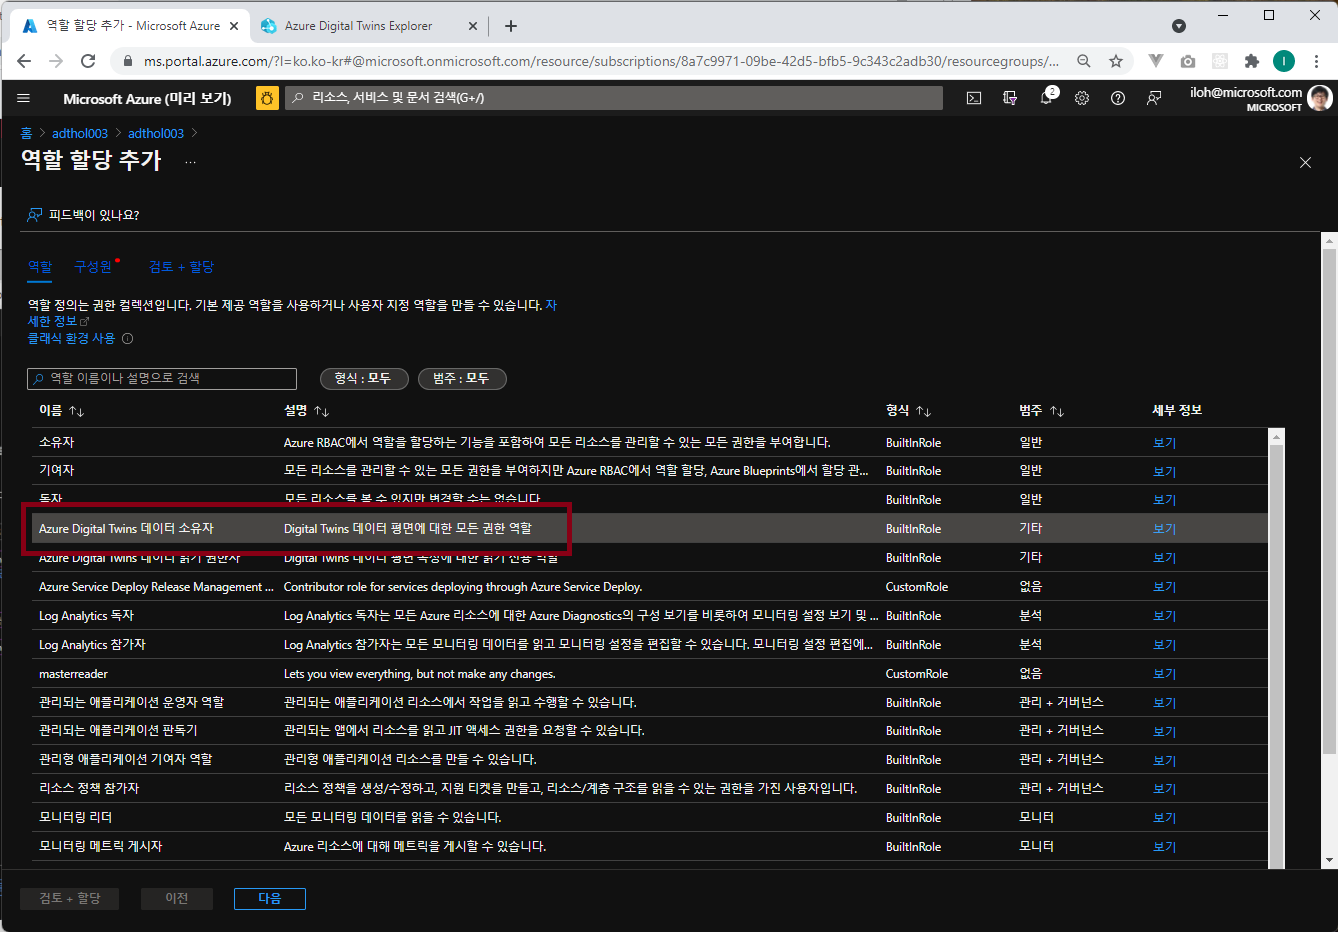 역할 할당 추가 - Microsoft Azure
Azure Digital Twins Explorer
ms.portal.azure.com/?l=ko.ko-kr#@microsoft.onmicrosoft.com/resource/subscriptions/8a7c9971-09be-42d5-bfb5-9c343c2adb30/resourcegroups/...
I
Microsoft Azure (미리 보기)
리소스, 서비스 및 문서 검색(G+/)
2
iloh@microsoft.com
MICROSOFT
홈 > adthol003 > adthol003 >
역할 할당 추가 ...
피드백이 있나요?
역할 구성원 검토 + 할당
역할 정의는 권한 컬렉션입니다. 기본 제공 역할을 사용하거나 사용자 지정 역할을 만들 수 있습니다. 자
세한 정보
클래식 환경 사용
역할 이름이나 설명으로 검색 형식 : 모두 범주 : 모두
이름 ↑↓ 설명 ↑↓ 형식 ↑↓ 범주 ↑↓ 세부 정보
소유자 Azure RBAC에서 역할을 할당하는 기능을 포함하여 모든 리소스를 관리할 수 있는 모든 권한을 부여합니다. BuiltInRole 일반 보기
기여자 모든 리소스를 관리할 수 있는 모든 권한을 부여하지만 Azure RBAC에서 역할 할당, Azure Blueprints에서 할당 관... BuiltInRole 일반 보기
독자 모든 리소스를 볼 수 있지만 변경할 수는 없습니다. BuiltInRole 일반 보기
Azure Digital Twins 데이터 소유자 Digital Twins 데이터 평면에 대한 모든 권한 역할 BuiltInRole 기타 보기
Azure Digital Twins 데이터 읽기 권한자 Digital Twins 데이터 평면 속성에 대한 읽기 전용 역할 BuiltInRole 기타 보기
Azure Service Deploy Release Management ... Contributor role for services deploying through Azure Service Deploy. CustomRole 없음 보기
Log Analytics 독자 Log Analytics 독자는 모든 Azure 리소스에 대한 Azure Diagnostics의 구성 보기를 비롯하여 모니터링 설정 보기 및 ... BuiltInRole 분석 보기
Log Analytics 참가자 Log Analytics 참가자는 모든 모니터링 데이터를 읽고 모니터링 설정을 편집할 수 있습니다. 모니터링 설정 편집에... BuiltInRole 분석 보기
masterreader Lets you view everything, but not make any changes. CustomRole 없음 보기
관리되는 애플리케이션 운영자 역할 관리되는 애플리케이션 리소스에서 작업을 읽고 수행할 수 있습니다. BuiltInRole 관리 + 거버넌스 보기
관리되는 애플리케이션 판독기 관리되는 앱에서 리소스를 읽고 JIT 액세스 권한을 요청할 수 있습니다. BuiltInRole 관리 + 거버넌스 보기
관리형 애플리케이션 기여자 역할 관리형 애플리케이션 리소스를 만들 수 있습니다. BuiltInRole 관리 + 거버넌스 보기
리소스 정책 참가자 리소스 정책을 생성/수정하고, 지원 티켓을 만들고, 리소스/계층 구조를 읽을 수 있는 권한을 가진 사용자입니다. BuiltInRole 관리 + 거버넌스 보기
모니터링 리더 모든 모니터링 데이터를 읽을 수 있습니다. BuiltInRole 모니터 보기
모니터링 메트릭 게시자 Azure 리소스에 대해 메트릭을 게시할 수 있습니다. BuiltInRole 모니터 보기
검토 + 할당 이전 다음